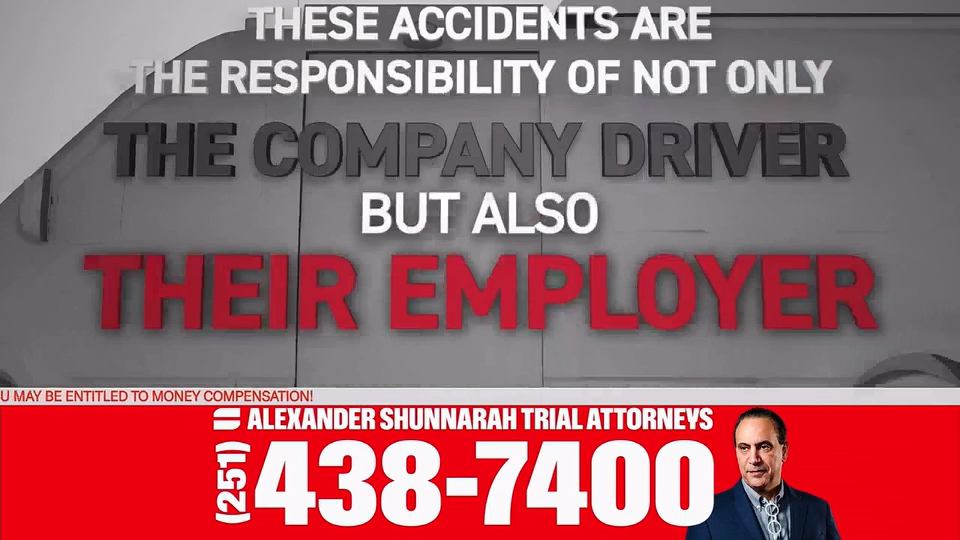 THESE ACCIDENTS ARE
THE RESPONSIBILITY OF NOT ONLY
THE COMPANY DRIVER
BUT ALSO
THEIR EMPLOYER
U MAY BE ENTITLED TO MONEY COMPENSATION!
ALEXANDER SHUNNARAH TRIAL ATTORNEYS
(251) 438-7400